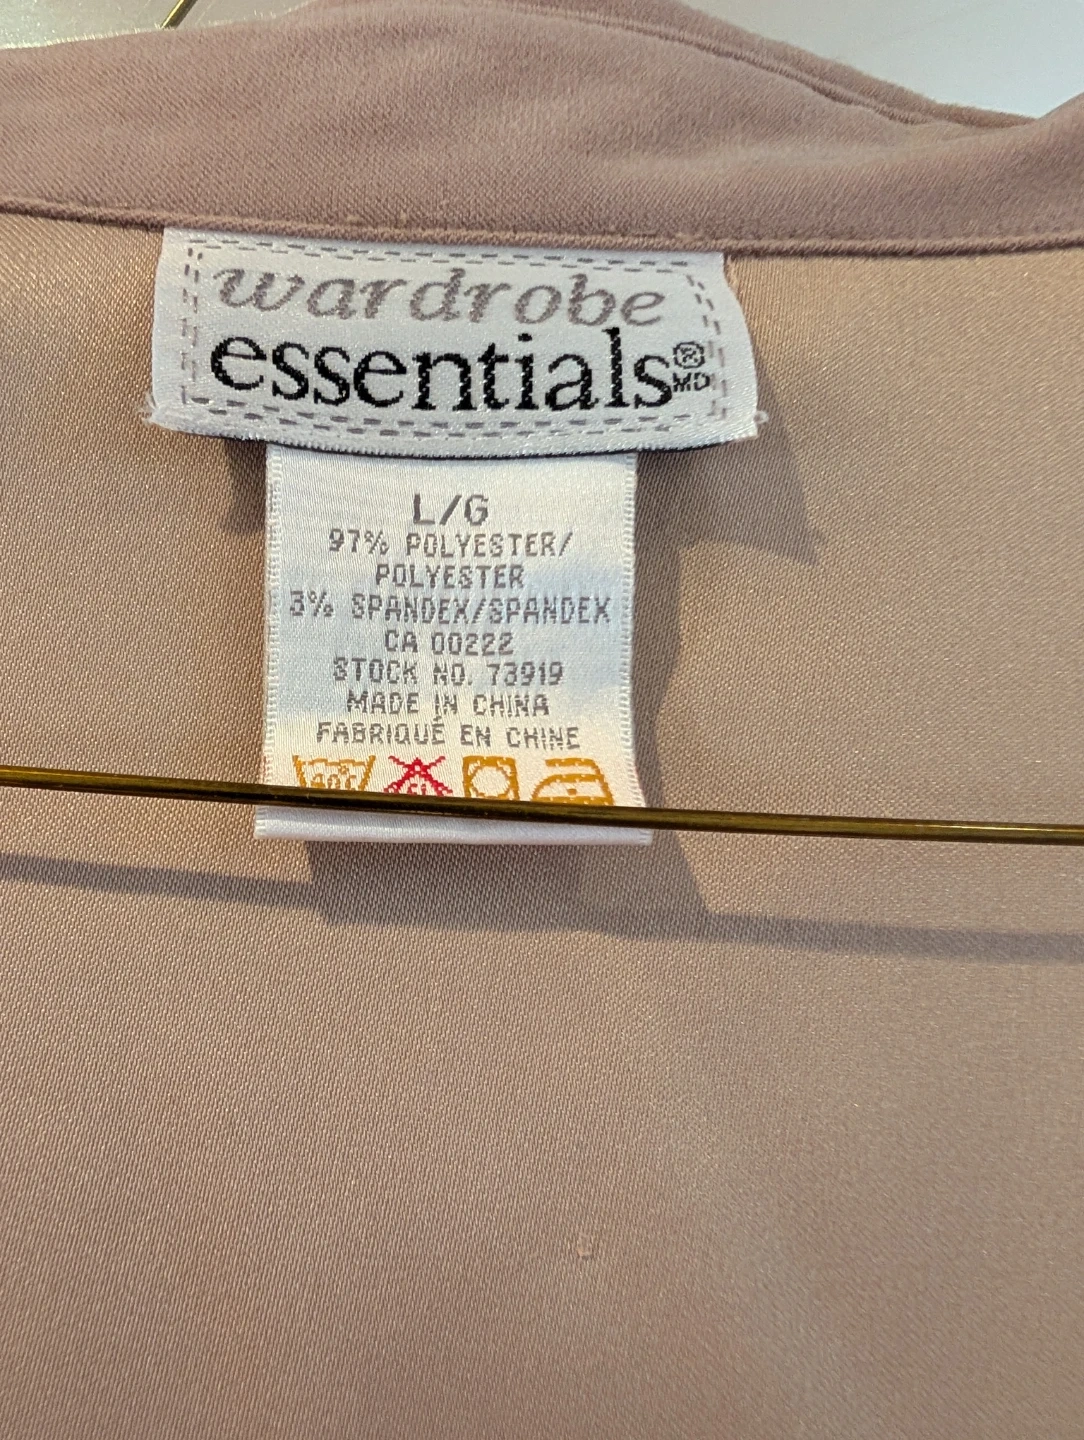 wardrobe
essentials®
MD
L/G
97% POLYESTER/
POLYESTER
3% SPANDEX/SPANDEX
CA 00222
STOCK NO. 73919
MADE IN CHINA
FABRIQUÉ EN CHINE